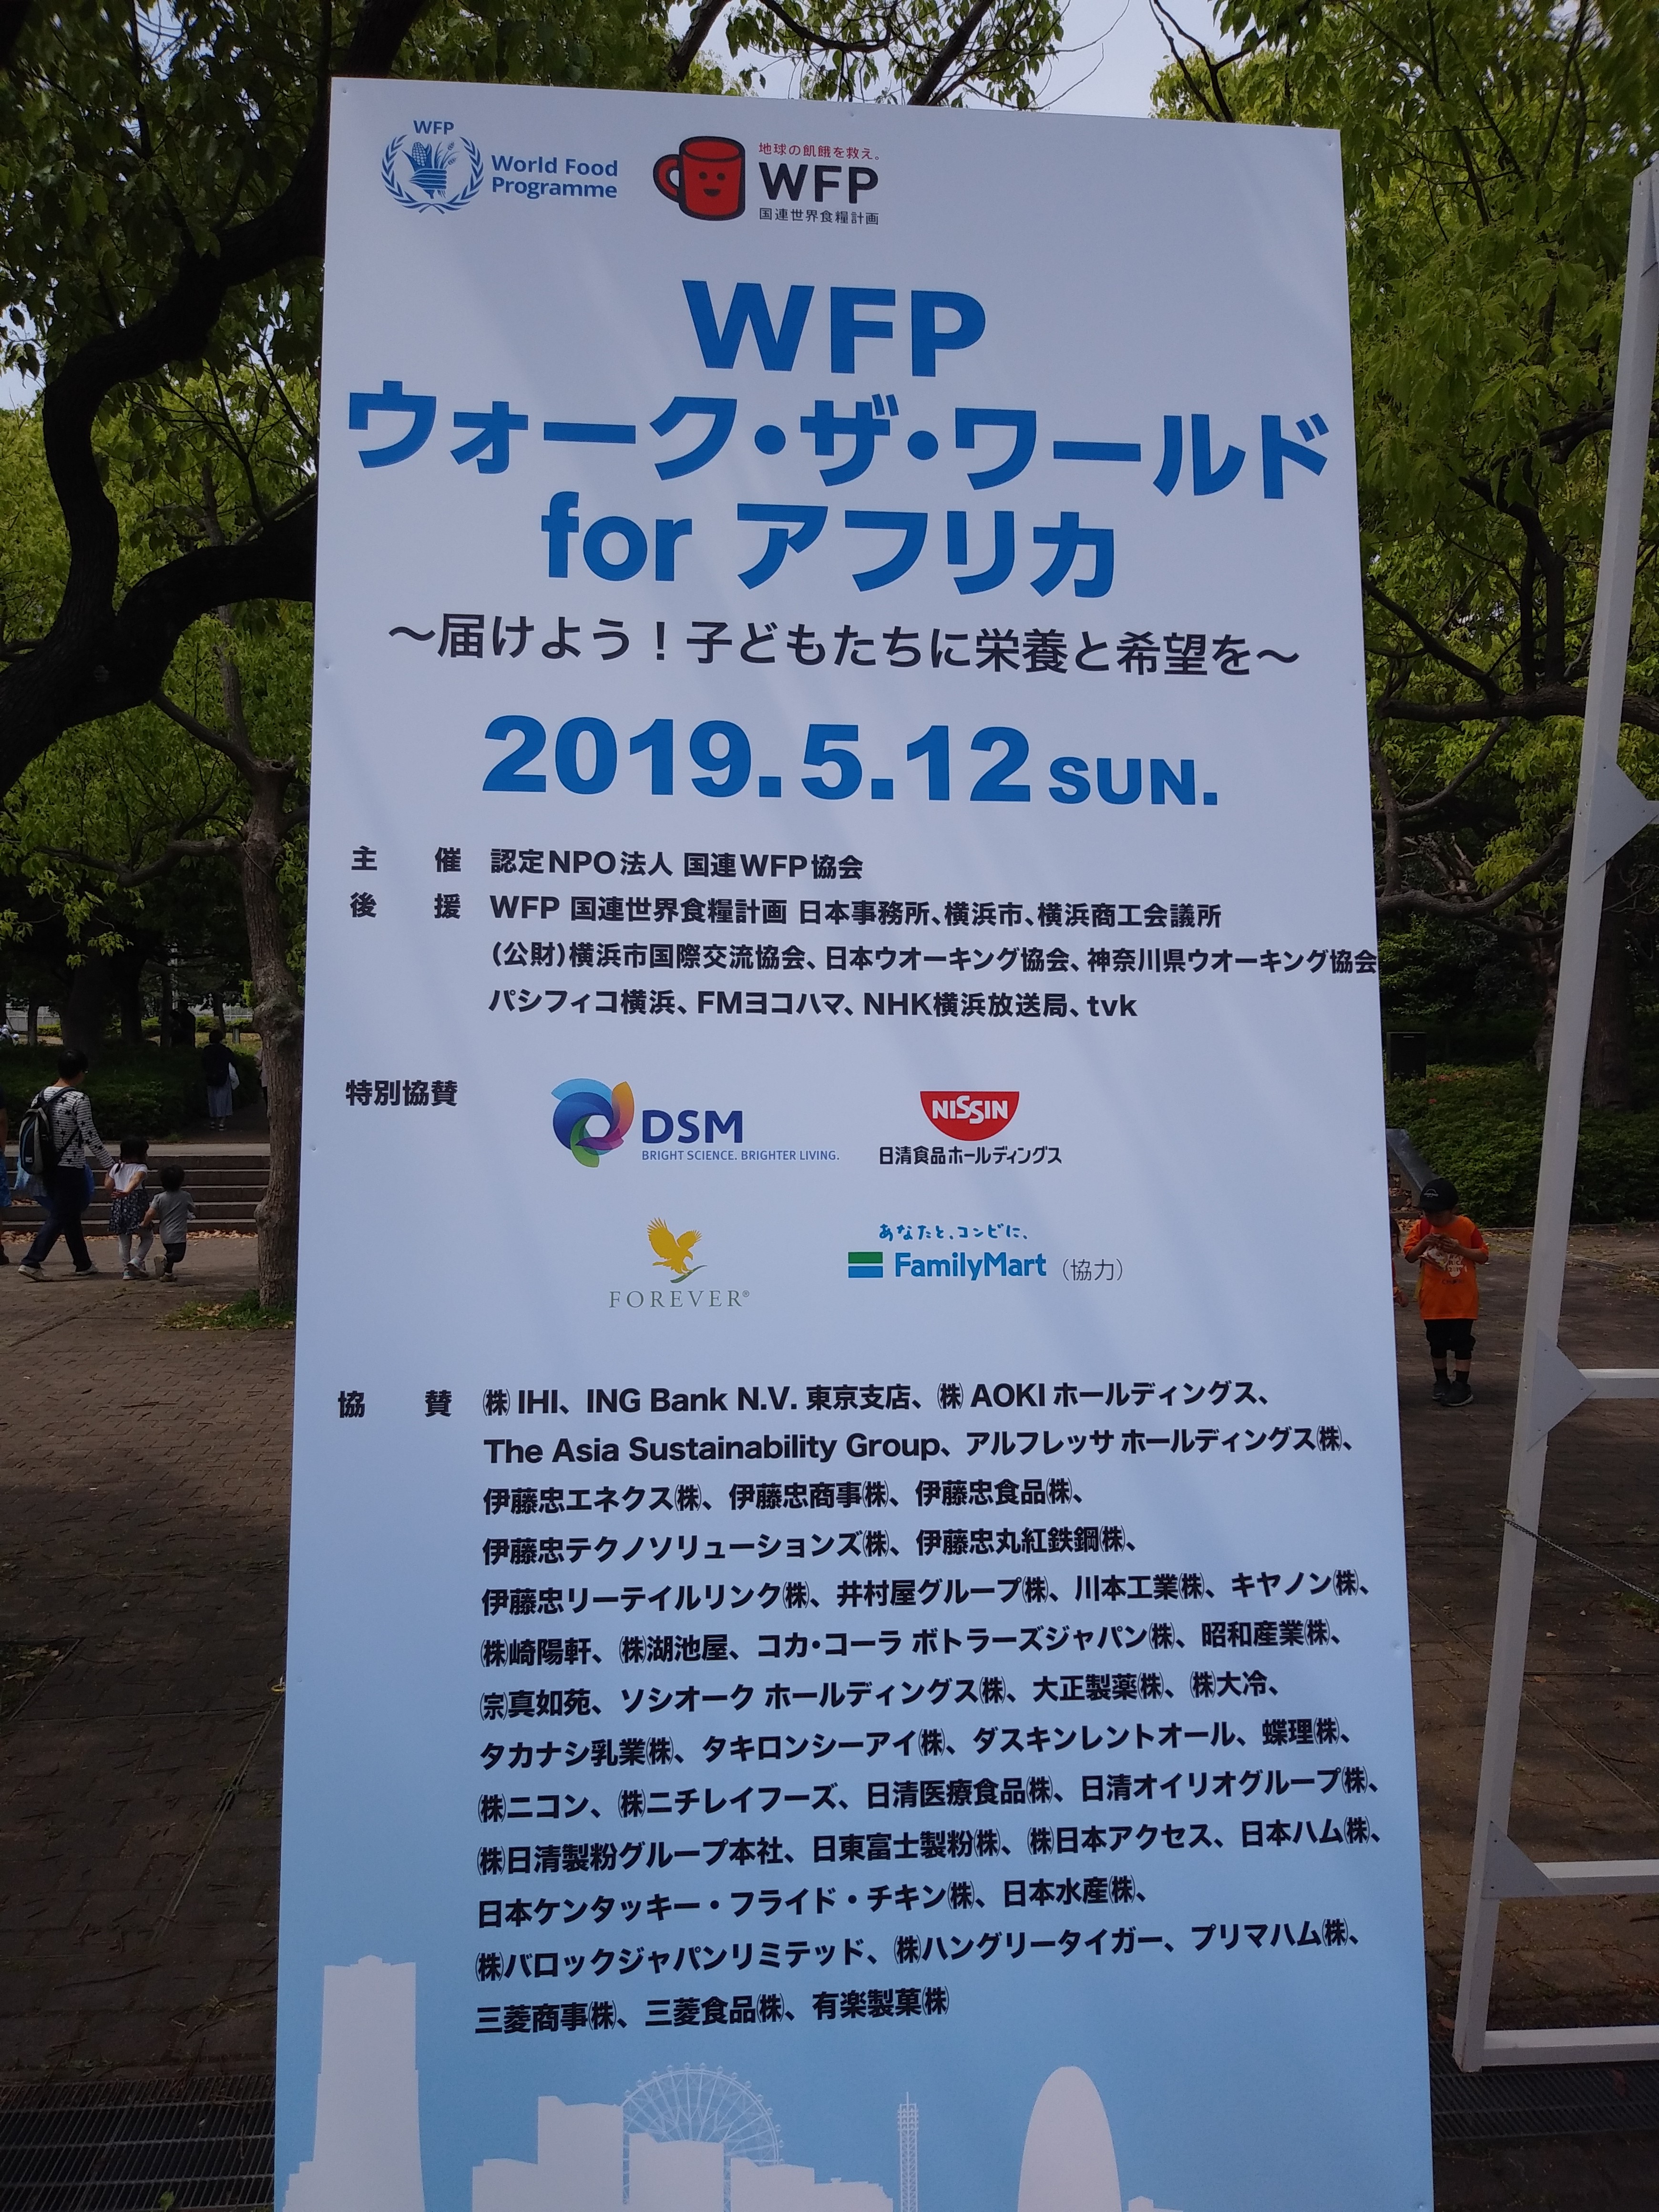 WFP
World Food
Programme
地球の飢餓を救え。
WFP
国連世界食糧計画
WFP
ウォーク・ザ・ワールド
for アフリカ
～届けよう！子どもたちに栄養と希望を～
2019.5.12 SUN.
主催 認定NPO法人 国連WFP協会
後援 WFP 国連世界食糧計画 日本事務所、横浜市、横浜商工会議所
(公財)横浜市国際交流協会、日本ウオーキング協会、神奈川県ウオーキング協会
パシフィコ横浜、FMヨコハマ、NHK横浜放送局、tvk
特別協賛
DSM
BRIGHT SCIENCE. BRIGHTER LIVING.
NISSIN
日清食品ホールディングス
FOREVER®
あなたと、コンビに、
FamilyMart（協力）
協賛 ㈱ IHI、ING Bank N.V. 東京支店、㈱ AOKI ホールディングス、
The Asia Sustainability Group、アルフレッサ ホールディングス㈱、
伊藤忠エネクス㈱、伊藤忠商事㈱、伊藤忠食品㈱、
伊藤忠テクノソリューションズ㈱、伊藤忠丸紅鉄鋼㈱、
伊藤忠リーテイルリンク㈱、井村屋グループ㈱、川本工業㈱、キヤノン㈱、
㈱崎陽軒、㈱湖池屋、コカ・コーラ ボトラーズジャパン㈱、昭和産業㈱、
(宗)真如苑、ソシオーク ホールディングス㈱、大正製薬㈱、㈱大冷、
タカナシ乳業㈱、タキロンシーアイ㈱、ダスキンレントオール、蝶理㈱、
㈱ニコン、㈱ニチレイフーズ、日清医療食品㈱、日清オイリオグループ㈱、
㈱日清製粉グループ本社、日東富士製粉㈱、㈱日本アクセス、日本ハム㈱、
日本ケンタッキー・フライド・チキン㈱、日本水産㈱、
㈱バロックジャパンリミテッド、㈱ハングリータイガー、プリマハム㈱、
三菱商事㈱、三菱食品㈱、有楽製菓㈱